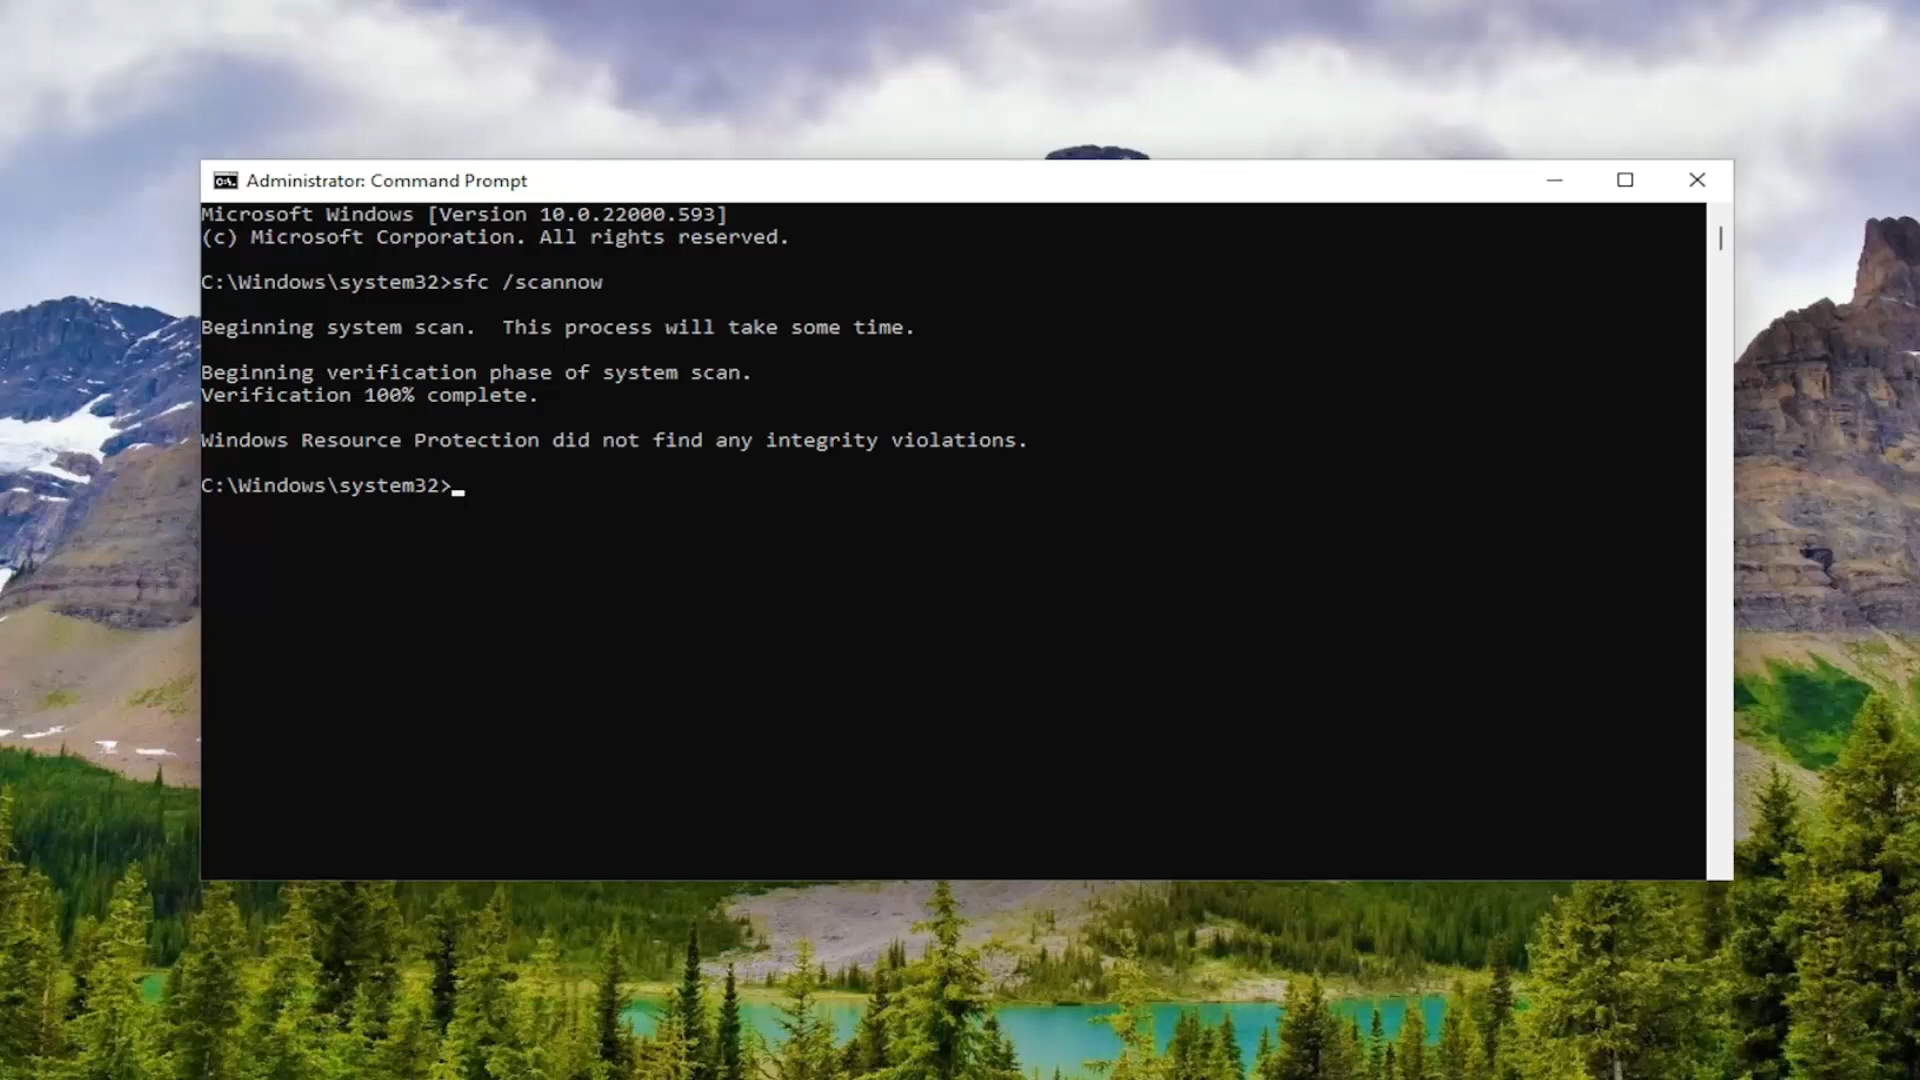 Administrator: Command Prompt
Microsoft Windows [Version 10.0.22000.593]
(c) Microsoft Corporation. All rights reserved.
C:\Windows\system32>sfc /scannow
Beginning system scan.  This process will take some time.
Beginning verification phase of system scan.
Verification 100% complete.
Windows Resource Protection did not find any integrity violations.
C:\Windows\system32>